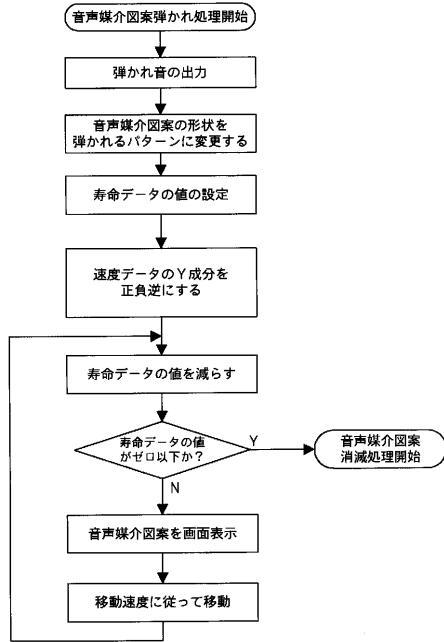 音声媒介図案弾かれ処理開始
弾かれ音の出力
音声媒介図案の形状を
弾かれるパターンに変更する
寿命データの値の設定
速度データのY成分を
正負逆にする
寿命データの値を減らす
寿命データの値
がゼロ以下か？
Y
音声媒介図案
消滅処理開始
N
音声媒介図案を画面表示
移動速度に従って移動